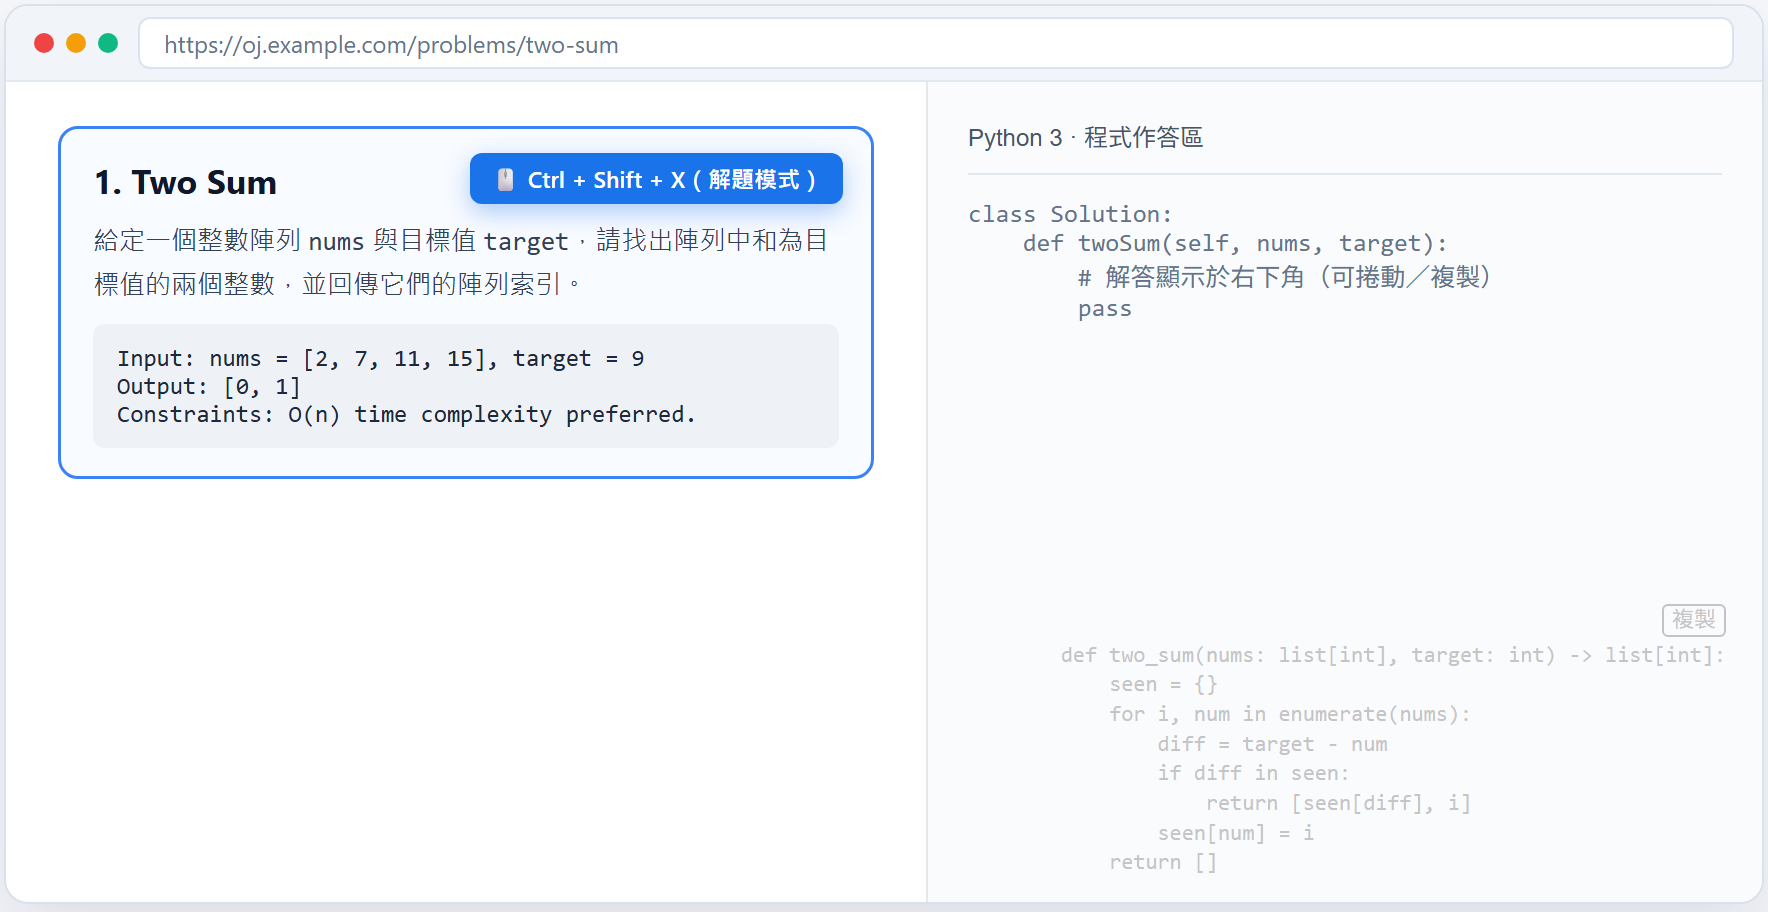 https://oj.example.com/problems/two-sum
1. Two Sum
Ctrl + Shift + X（解題模式）
給定一個整數陣列 nums 與目標值 target，請找出陣列中和為目
標值的兩個整數，並回傳它們的陣列索引。
Input: nums = [2, 7, 11, 15], target = 9
Output: [0, 1]
Constraints: O(n) time complexity preferred.
Python 3 · 程式作答區
class Solution:
    def twoSum(self, nums, target):
        # 解答顯示於右下角（可捲動／複製）
        pass
複製
def two_sum(nums: list[int], target: int) -> list[int]:
    seen = {}
    for i, num in enumerate(nums):
        diff = target - num
        if diff in seen:
            return [seen[diff], i]
        seen[num] = i
    return []